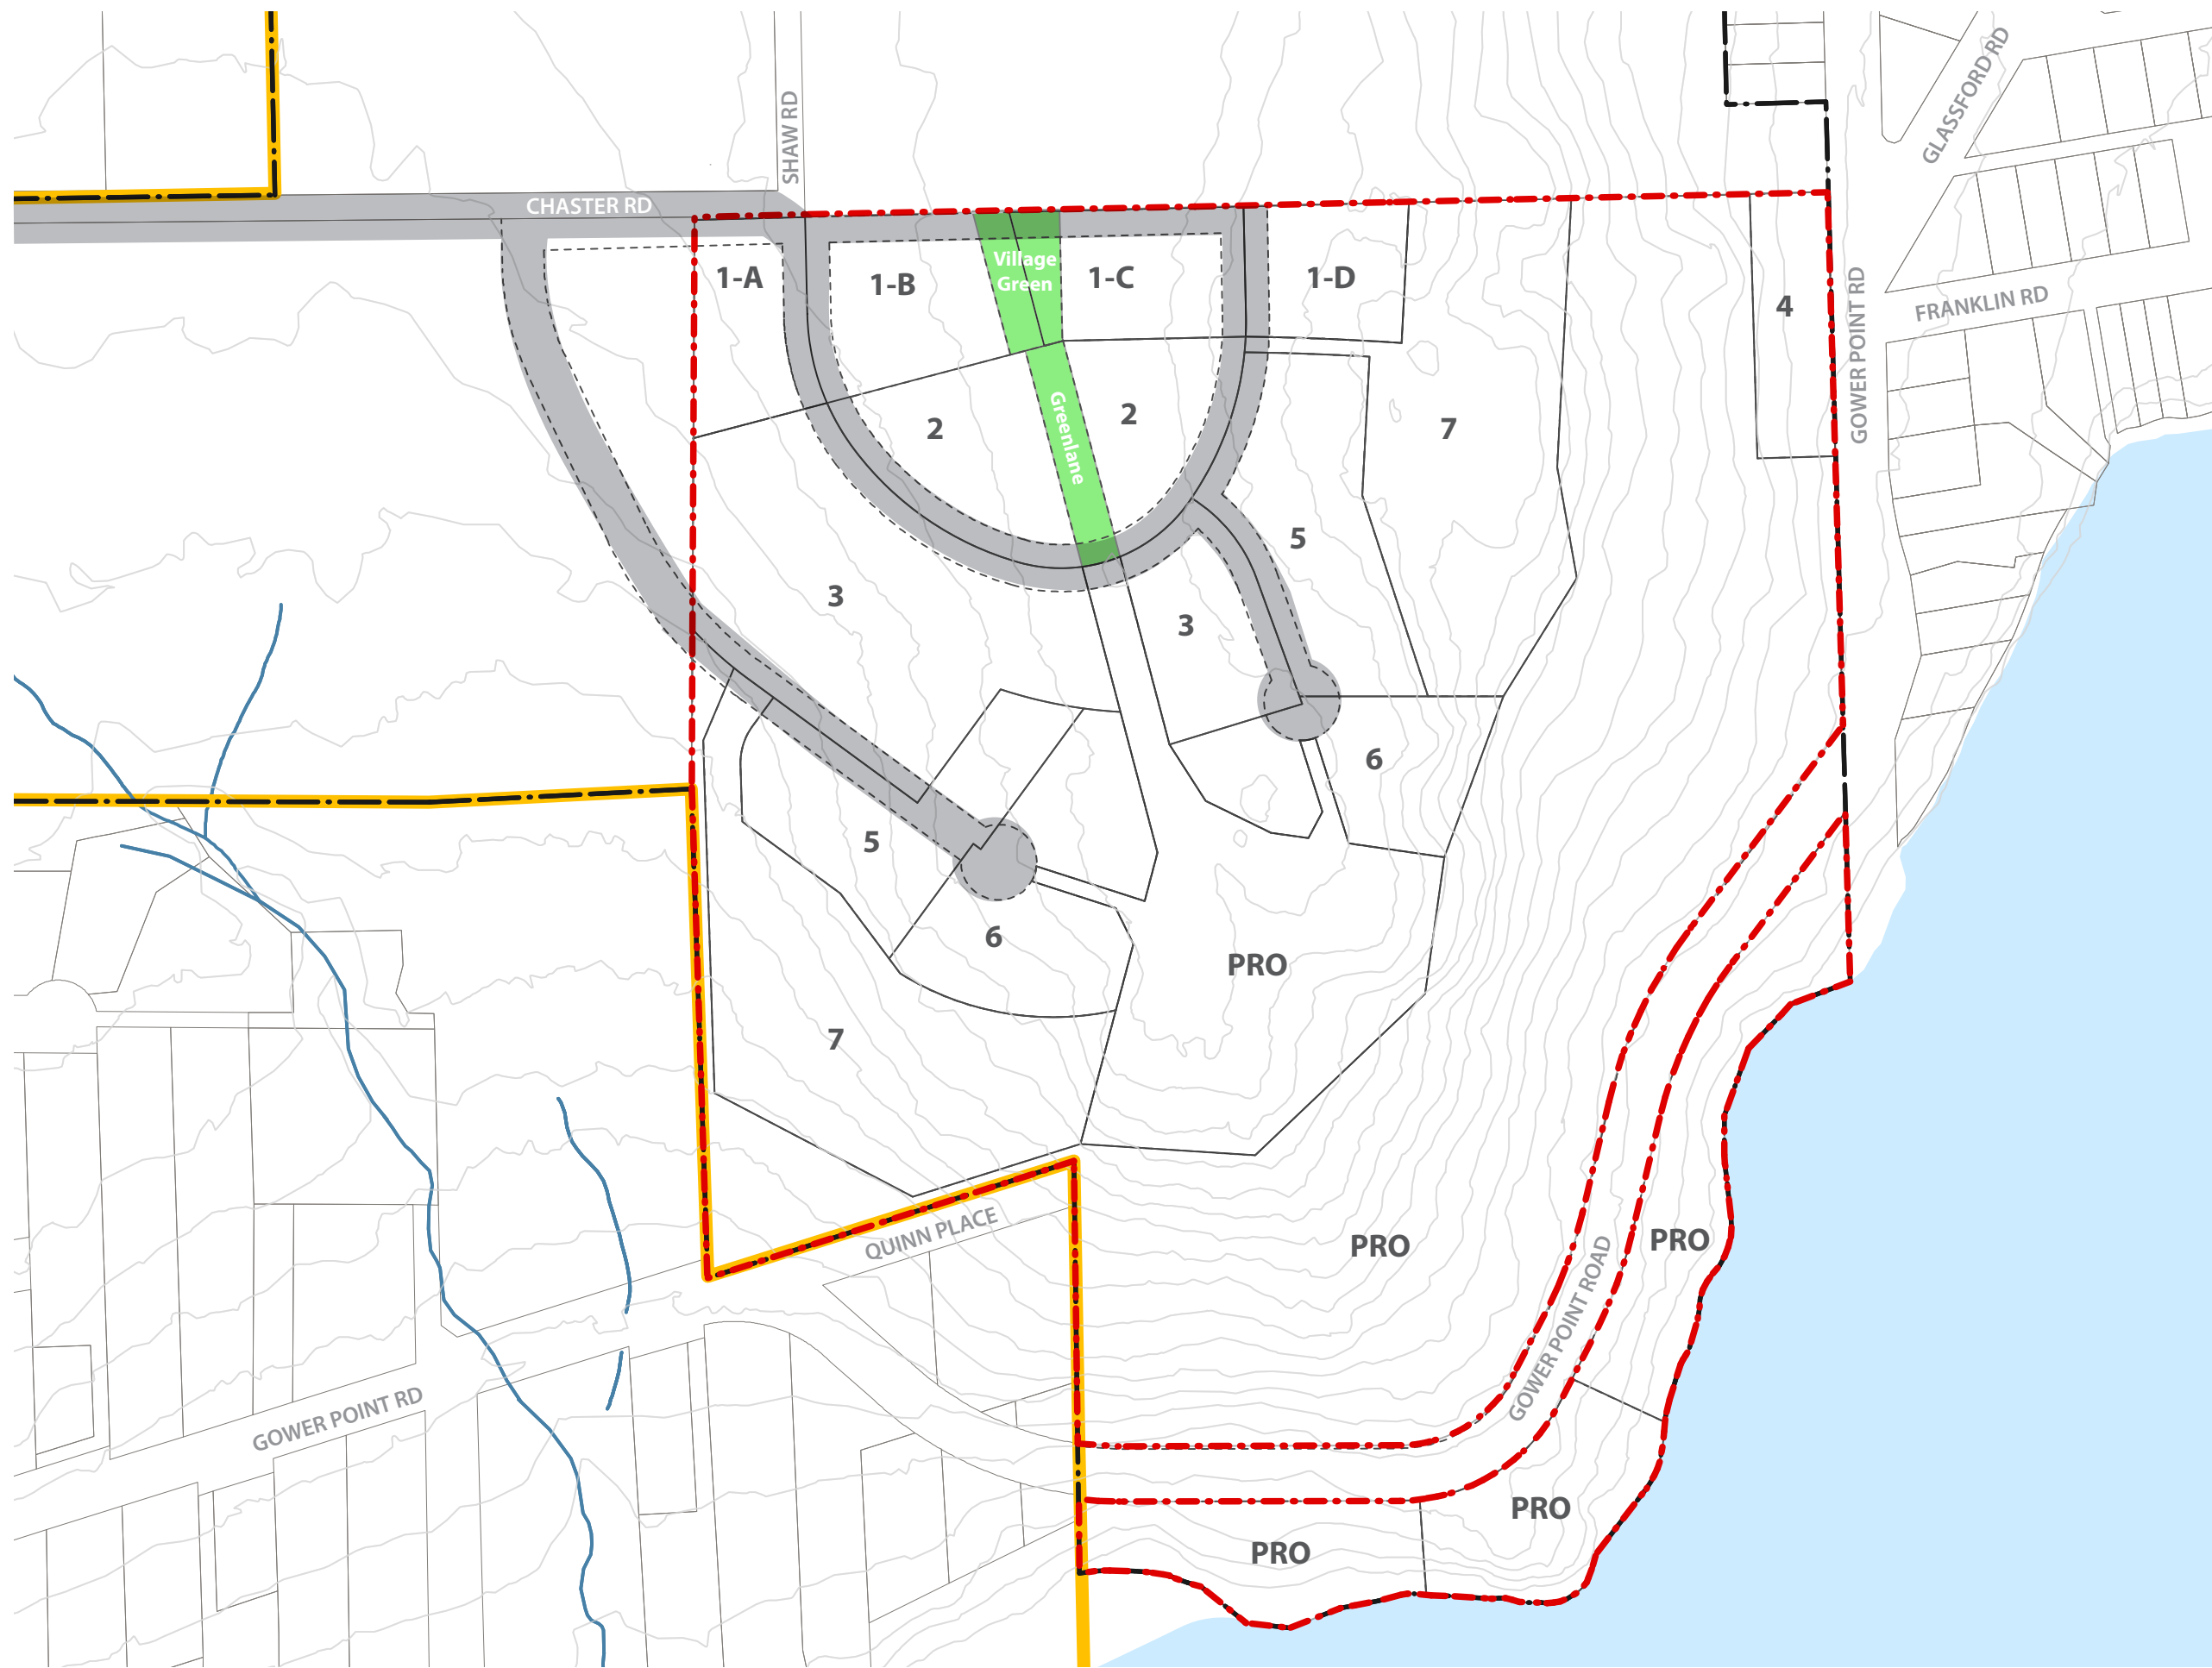 SHAW RD
GLASSFORD RD
CHASTER RD
Village
Green
1-A
1-B
1-C
1-D
4
GOWER POINT RD
FRANKLIN RD
2
Greenlane
2
7
5
3
3
6
5
6
PRO
7
QUINN PLACE
PRO
PRO
GOWER POINT ROAD
GOWER POINT RD
PRO
PRO